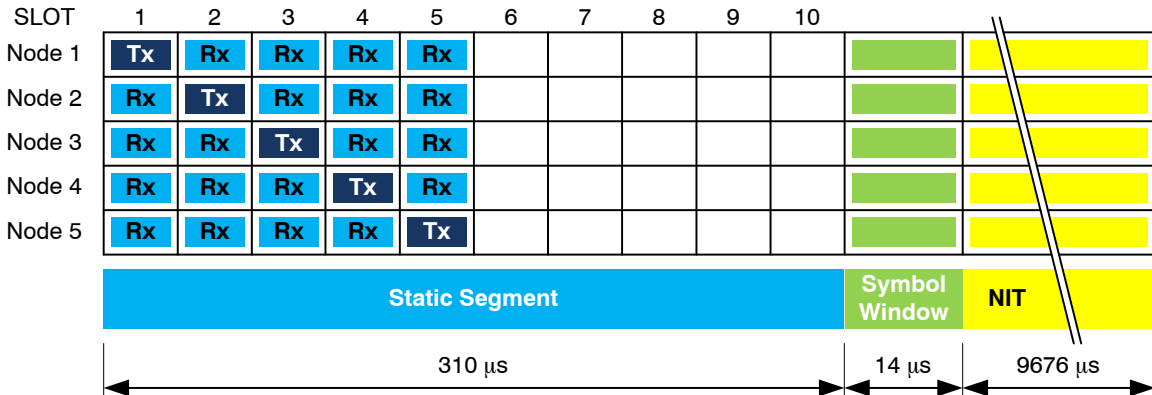 SLOT 1 2 3 4 5 6 7 8 9 10
Node 1 Tx Rx Rx Rx Rx
Node 2 Rx Tx Rx Rx Rx
Node 3 Rx Rx Tx Rx Rx
Node 4 Rx Rx Rx Tx Rx
Node 5 Rx Rx Rx Rx Tx
Static Segment Symbol Window NIT
310 μs 14 μs 9676 μs